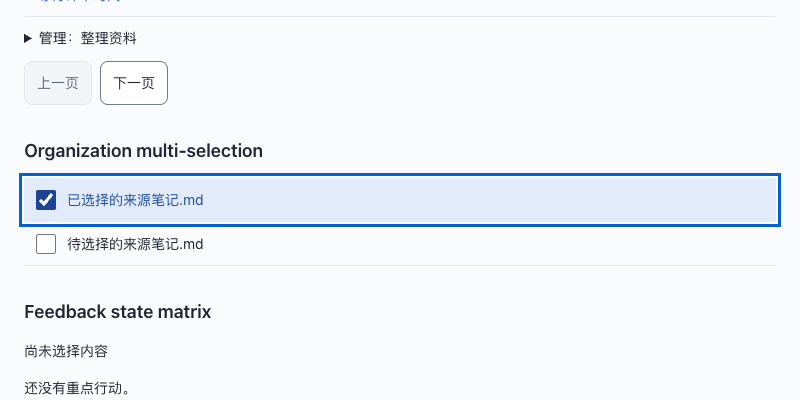 管理：整理资料
上一页
下一页
Organization multi-selection
已选择的来源笔记.md
待选择的来源笔记.md
Feedback state matrix
尚未选择内容
还没有重点行动。